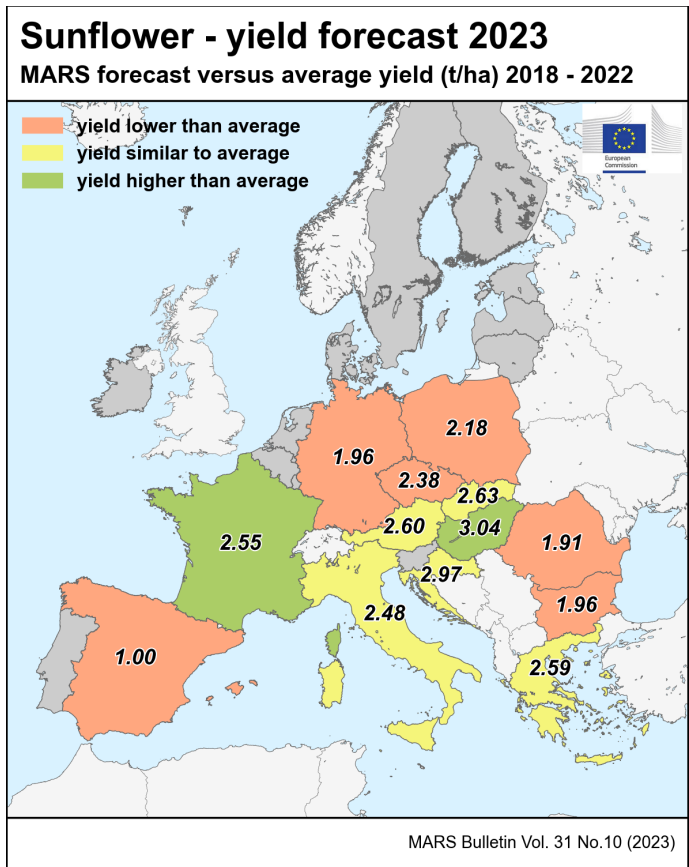 Sunflower - yield forecast 2023
MARS forecast versus average yield (t/ha) 2018 - 2022
yield lower than average
yield similar to average
yield higher than average
European
Commission
2.18
1.96
2.38
2.63
2.60
3.04
2.55
1.91
2.97
1.96
2.48
1.00
2.59
MARS Bulletin Vol. 31 No.10 (2023)